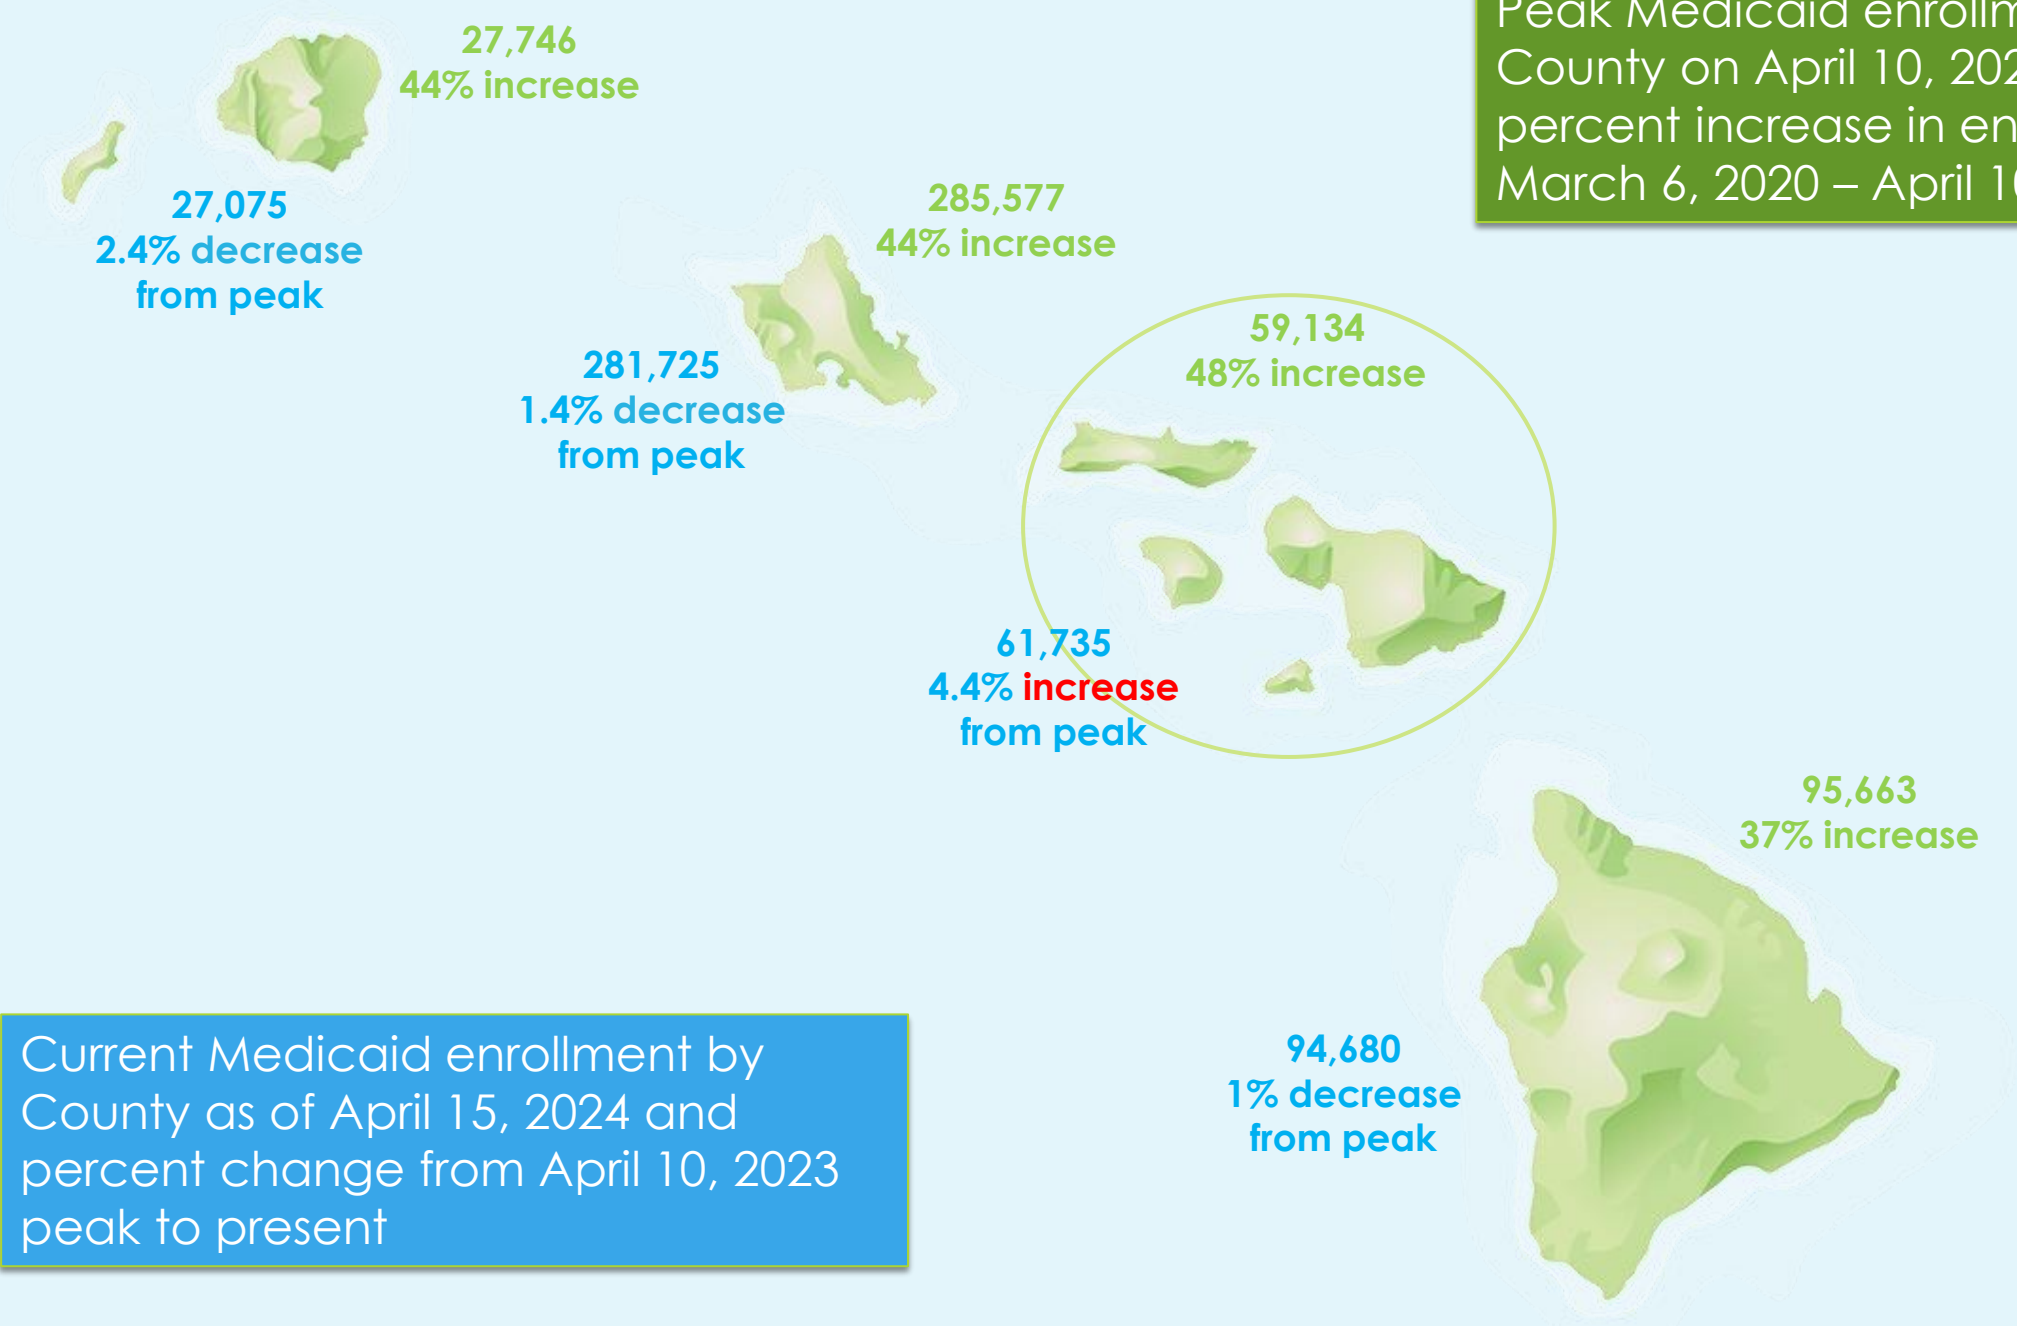 Peak Medicaid
County on April 10,
percent increase in
March 6, 2020 – April
27,746
44% increase
27,075
2.4% decrease
from peak
285,577
44% increase
281,725
1.4% decrease
from peak
59,134
48% increase
61,735
4.4% increase
from peak
95,663
37% increase
94,680
1% decrease
from peak
Current Medicaid enrollment by
County as of April 15, 2024 and
percent change from April 10, 2023
peak to present